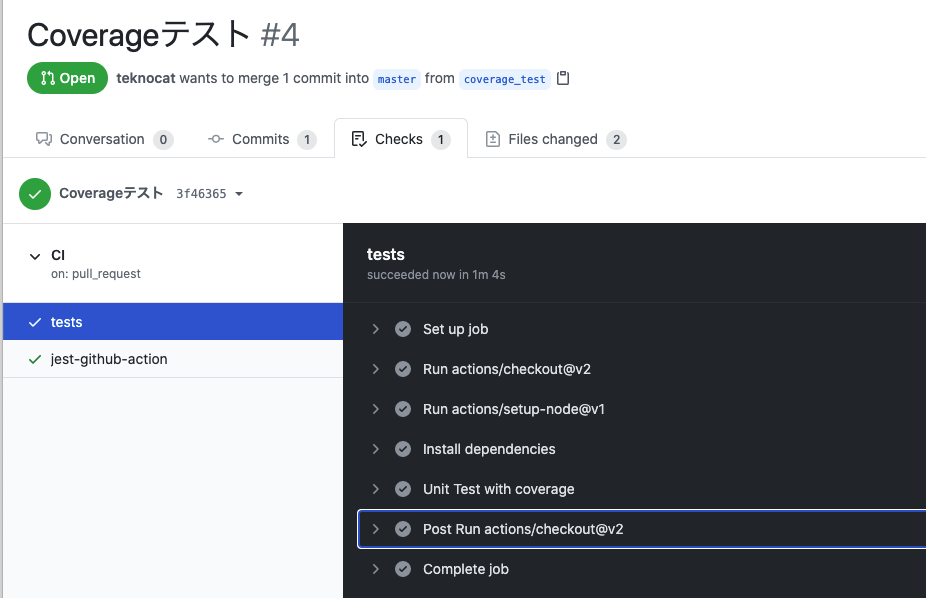 Coverageテスト #4
Open teknocat wants to merge 1 commit into master from coverage_test
Conversation 0 Commits 1 Checks 1 Files changed 2
Coverageテスト 3f46365
CI
on: pull_request
tests
jest-github-action
tests
succeeded now in 1m 4s
Set up job
Run actions/checkout@v2
Run actions/setup-node@v1
Install dependencies
Unit Test with coverage
Post Run actions/checkout@v2
Complete job